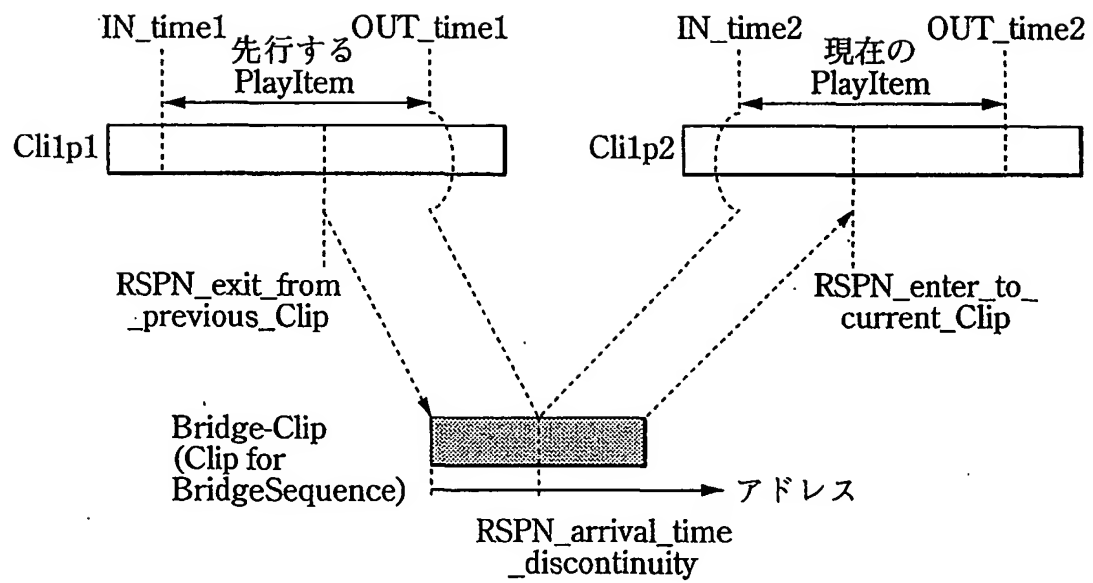 IN_time1
OUT_time1
IN_time2
OUT_time2
先行する
PlayItem
現在の
PlayItem
Cli1p1
Cli1p2
RSPN_exit_from
_previous_Clip
RSPN_enter_to_
current_Clip
Bridge-Clip
(Clip for
BridgeSequence)
アドレス
RSPN_arrival_time
_discontinuity